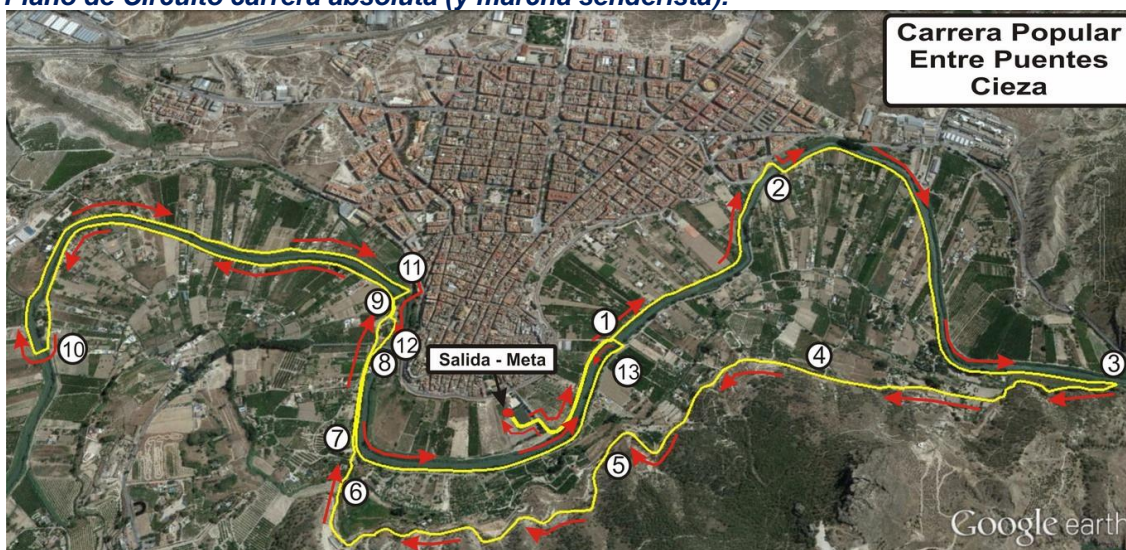 Plano de Circuito carrera absoluta (y marcha senderista):
Carrera Popular
Entre Puentes
Cieza
2
11
9
1
3
10
12
8
Salida - Meta
13
4
7
5
6
Google earth